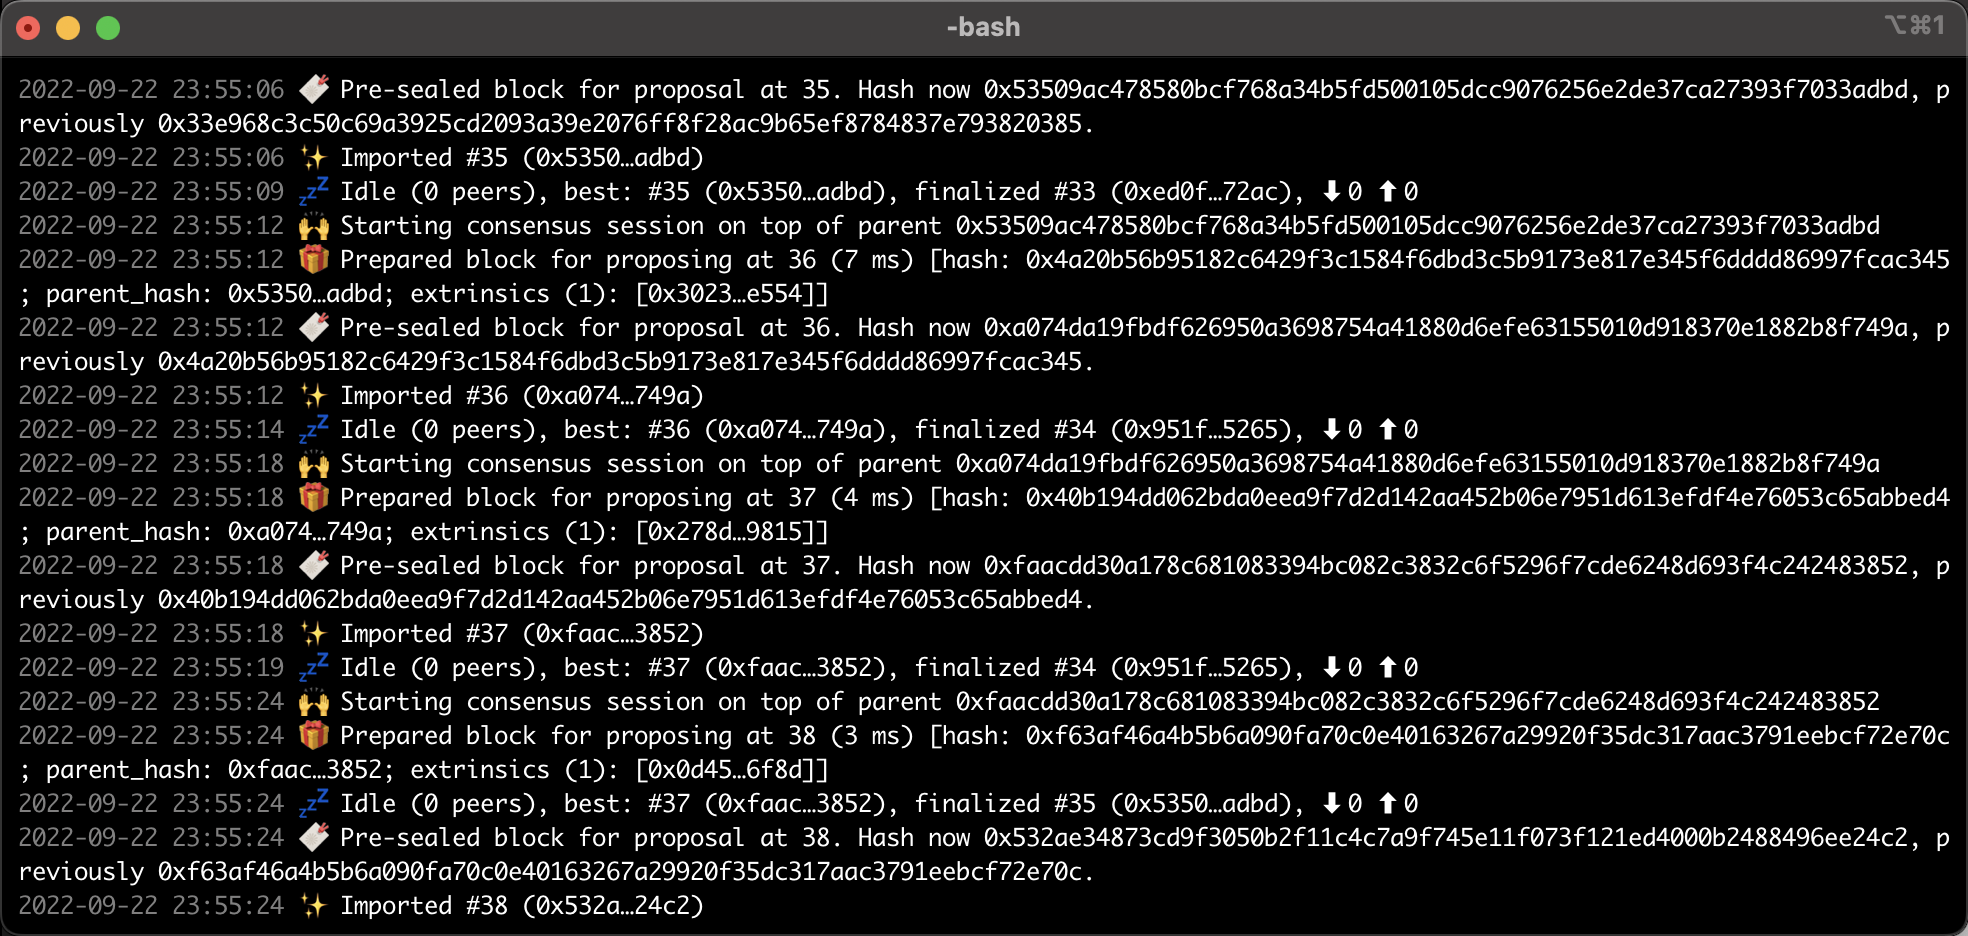 -bash
⌥⌘1
2022-09-22 23:55:06 🔖 Pre-sealed block for proposal at 35. Hash now 0x53509ac478580bcf768a34b5fd500105dcc9076256e2de37ca27393f7033adbd, p
reviously 0x33e968c3c50c69a3925cd2093a39e2076ff8f28ac9b65ef8784837e793820385.
2022-09-22 23:55:06 ✨ Imported #35 (0x5350…adbd)
2022-09-22 23:55:09 💤 Idle (0 peers), best: #35 (0x5350…adbd), finalized #33 (0xed0f…72ac), ⬇ 0 ⬆ 0
2022-09-22 23:55:12 🙌 Starting consensus session on top of parent 0x53509ac478580bcf768a34b5fd500105dcc9076256e2de37ca27393f7033adbd
2022-09-22 23:55:12 🎁 Prepared block for proposing at 36 (7 ms) [hash: 0x4a20b56b95182c6429f3c1584f6dbd3c5b9173e817e345f6dddd86997fcac345
; parent_hash: 0x5350…adbd; extrinsics (1): [0x3023…e554]]
2022-09-22 23:55:12 🔖 Pre-sealed block for proposal at 36. Hash now 0xa074da19fbdf626950a3698754a41880d6efe63155010d918370e1882b8f749a, p
reviously 0x4a20b56b95182c6429f3c1584f6dbd3c5b9173e817e345f6dddd86997fcac345.
2022-09-22 23:55:12 ✨ Imported #36 (0xa074…749a)
2022-09-22 23:55:14 💤 Idle (0 peers), best: #36 (0xa074…749a), finalized #34 (0x951f…5265), ⬇ 0 ⬆ 0
2022-09-22 23:55:18 🙌 Starting consensus session on top of parent 0xa074da19fbdf626950a3698754a41880d6efe63155010d918370e1882b8f749a
2022-09-22 23:55:18 🎁 Prepared block for proposing at 37 (4 ms) [hash: 0x40b194dd062bda0eea9f7d2d142aa452b06e7951d613efdf4e76053c65abbed4
; parent_hash: 0xa074…749a; extrinsics (1): [0x278d…9815]]
2022-09-22 23:55:18 🔖 Pre-sealed block for proposal at 37. Hash now 0xfaacdd30a178c681083394bc082c3832c6f5296f7cde6248d693f4c242483852, p
reviously 0x40b194dd062bda0eea9f7d2d142aa452b06e7951d613efdf4e76053c65abbed4.
2022-09-22 23:55:18 ✨ Imported #37 (0xfaac…3852)
2022-09-22 23:55:19 💤 Idle (0 peers), best: #37 (0xfaac…3852), finalized #34 (0x951f…5265), ⬇ 0 ⬆ 0
2022-09-22 23:55:24 🙌 Starting consensus session on top of parent 0xfaacdd30a178c681083394bc082c3832c6f5296f7cde6248d693f4c242483852
2022-09-22 23:55:24 🎁 Prepared block for proposing at 38 (3 ms) [hash: 0xf63af46a4b5b6a090fa70c0e40163267a29920f35dc317aac3791eebcf72e70c
; parent_hash: 0xfaac…3852; extrinsics (1): [0x0d45…6f8d]]
2022-09-22 23:55:24 💤 Idle (0 peers), best: #37 (0xfaac…3852), finalized #35 (0x5350…adbd), ⬇ 0 ⬆ 0
2022-09-22 23:55:24 🔖 Pre-sealed block for proposal at 38. Hash now 0x532ae34873cd9f3050b2f11c4c7a9f745e11f073f121ed4000b2488496ee24c2, p
reviously 0xf63af46a4b5b6a090fa70c0e40163267a29920f35dc317aac3791eebcf72e70c.
2022-09-22 23:55:24 ✨ Imported #38 (0x532a…24c2)